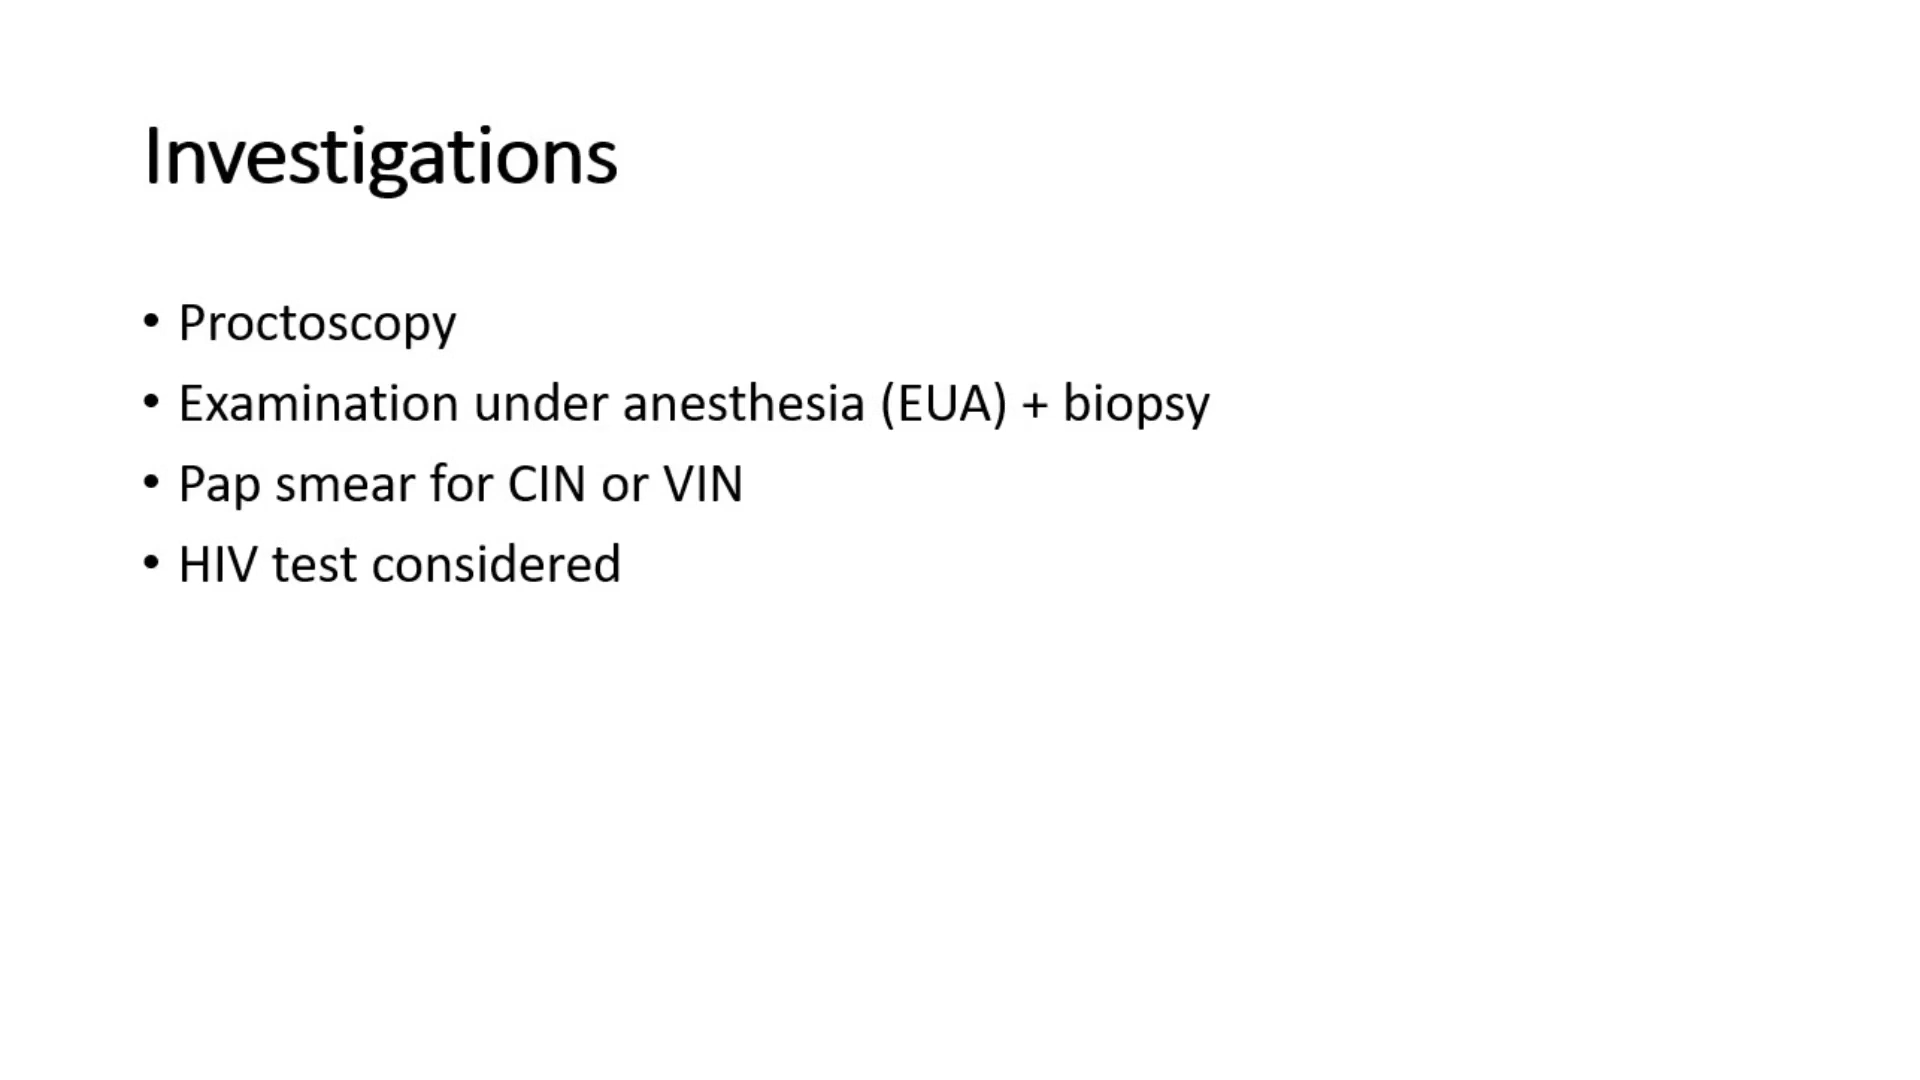 Investigations
• Proctoscopy
• Examination under anesthesia (EUA) + biopsy
• Pap smear for CIN or VIN
• HIV test considered